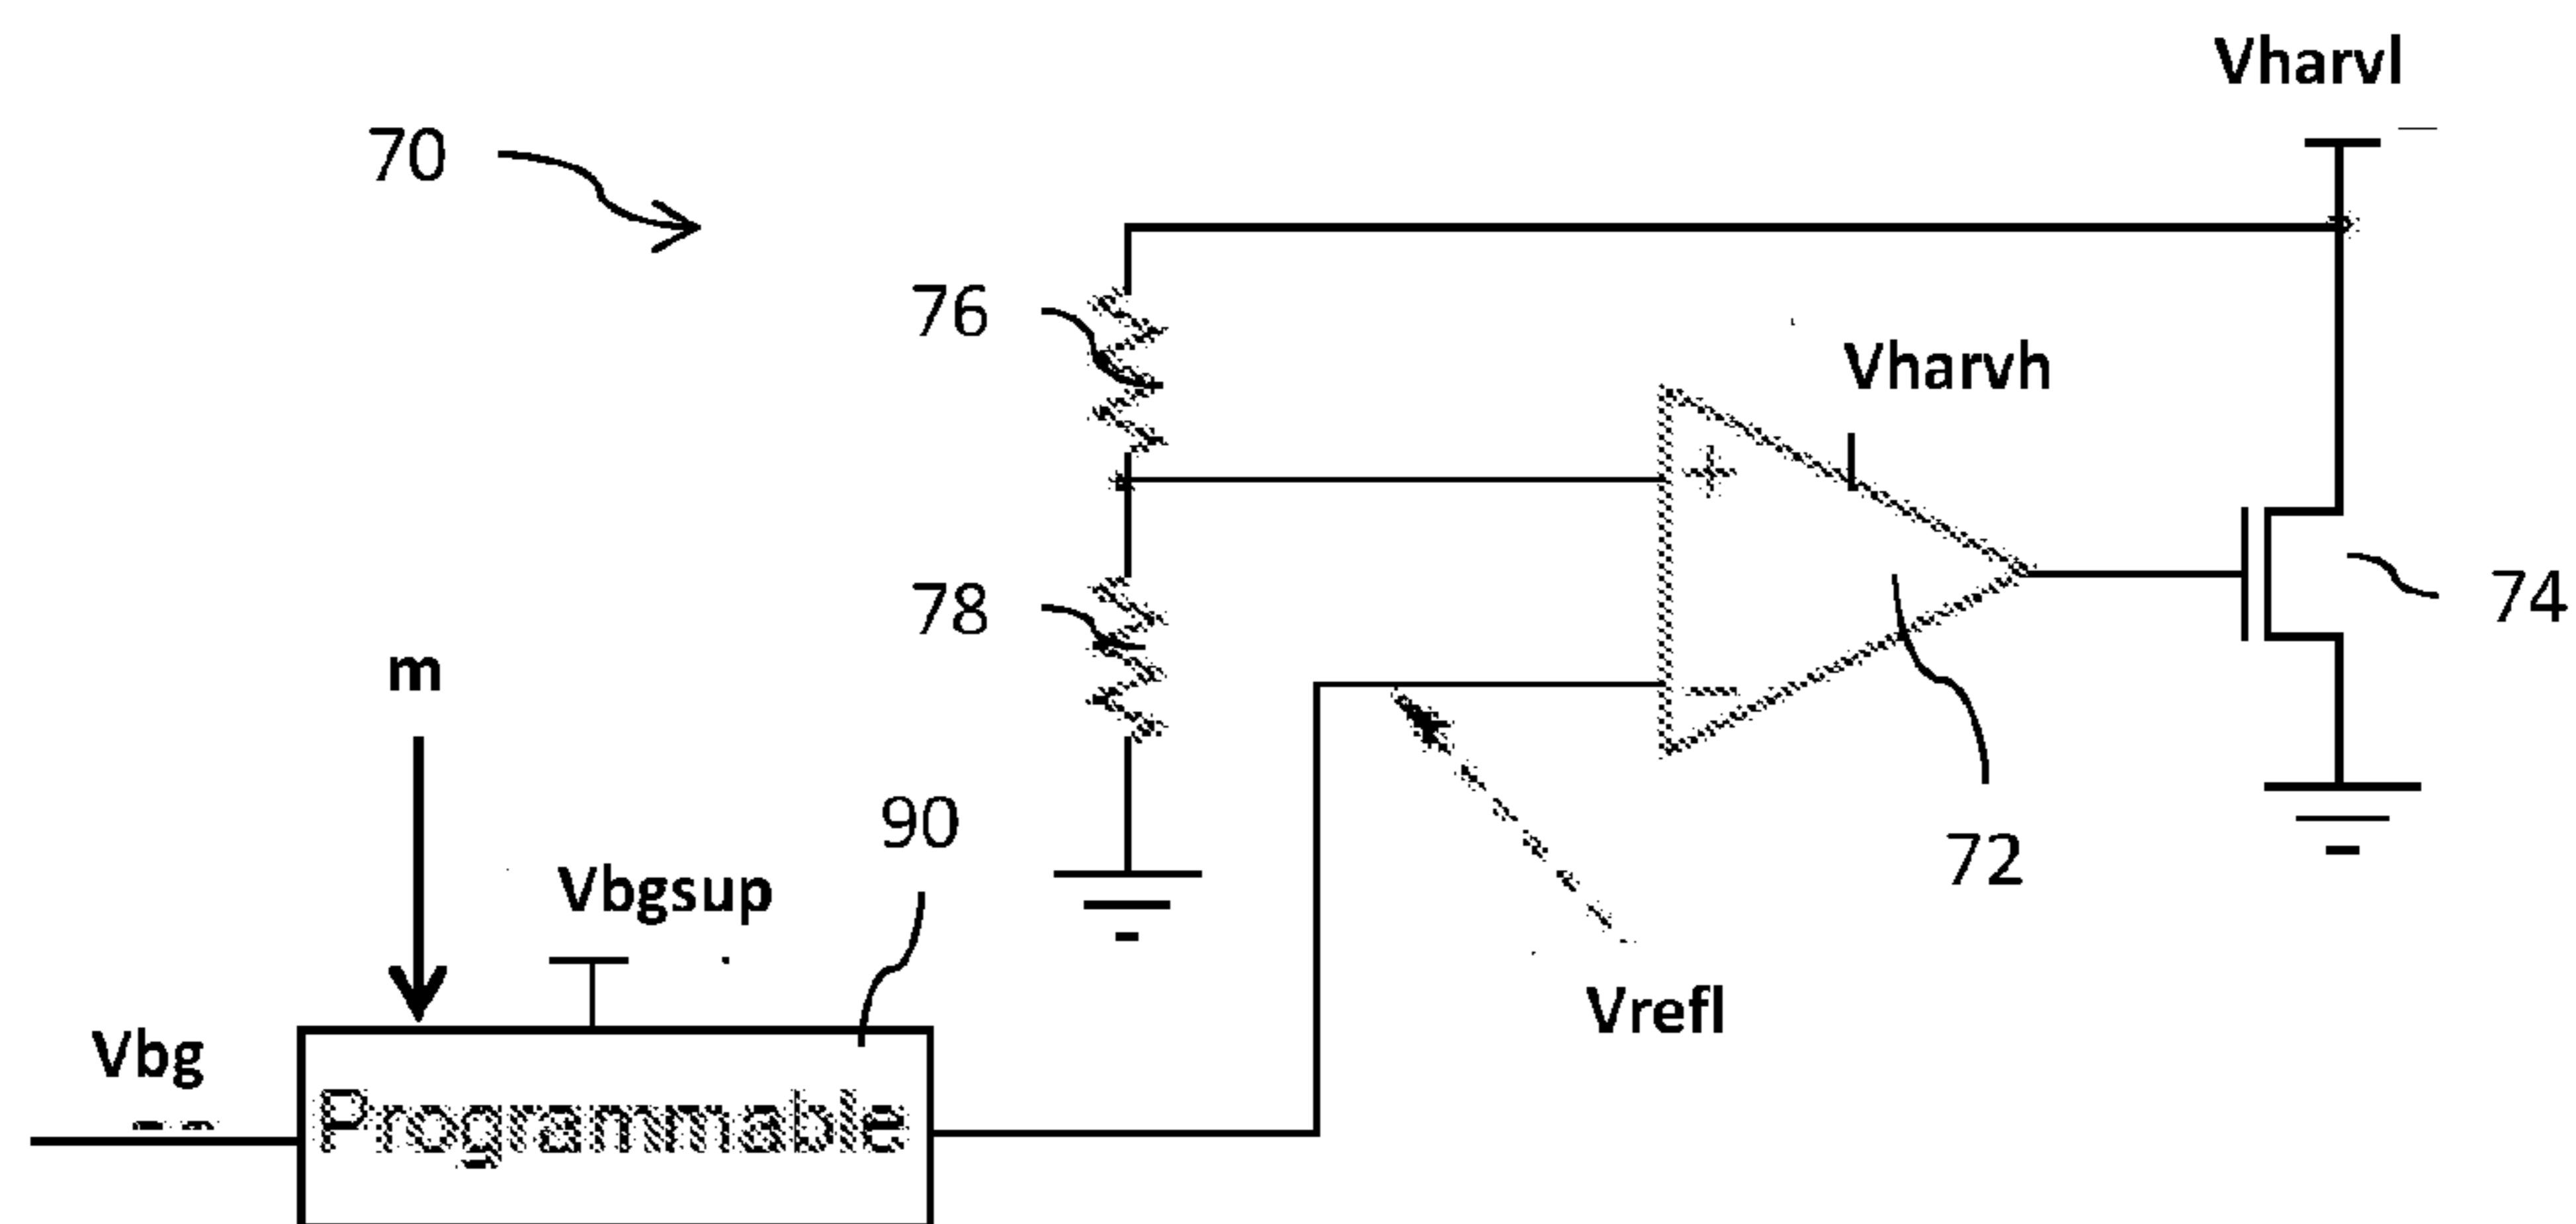 Vharvl
70
76
Vharvh
+
78
74
m
−
90
72
Vbgsup
Vrefl
Vbg
Programmable